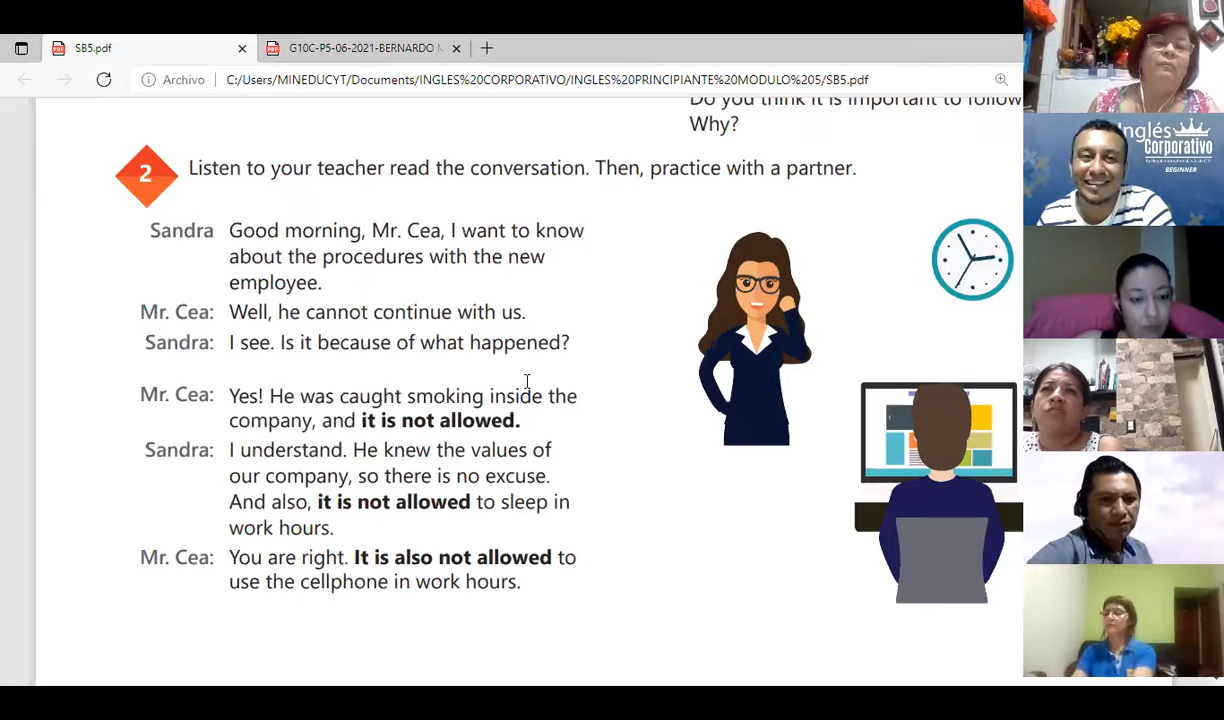 SB5.pdf
G10C-P5-06-2021-BERNARDO
Archivo
C:/Users/MINEDUCYT/Documents/INGLES%20CORPORATIVO/INGLES%20PRINCIPIANTE%20MODULO%205/SB5.pdf
Do you think it is important to follow
Why?
2 Listen to your teacher read the conversation. Then, practice with a partner.
Sandra Good morning, Mr. Cea, I want to know
about the procedures with the new
employee.
Mr. Cea: Well, he cannot continue with us.
Sandra: I see. Is it because of what happened?
Mr. Cea: Yes! He was caught smoking inside the
company, and it is not allowed.
Sandra: I understand. He knew the values of
our company, so there is no excuse.
And also, it is not allowed to sleep in
work hours.
Mr. Cea: You are right. It is also not allowed to
use the cellphone in work hours.
Inglés
Corporativo
BEGINNER